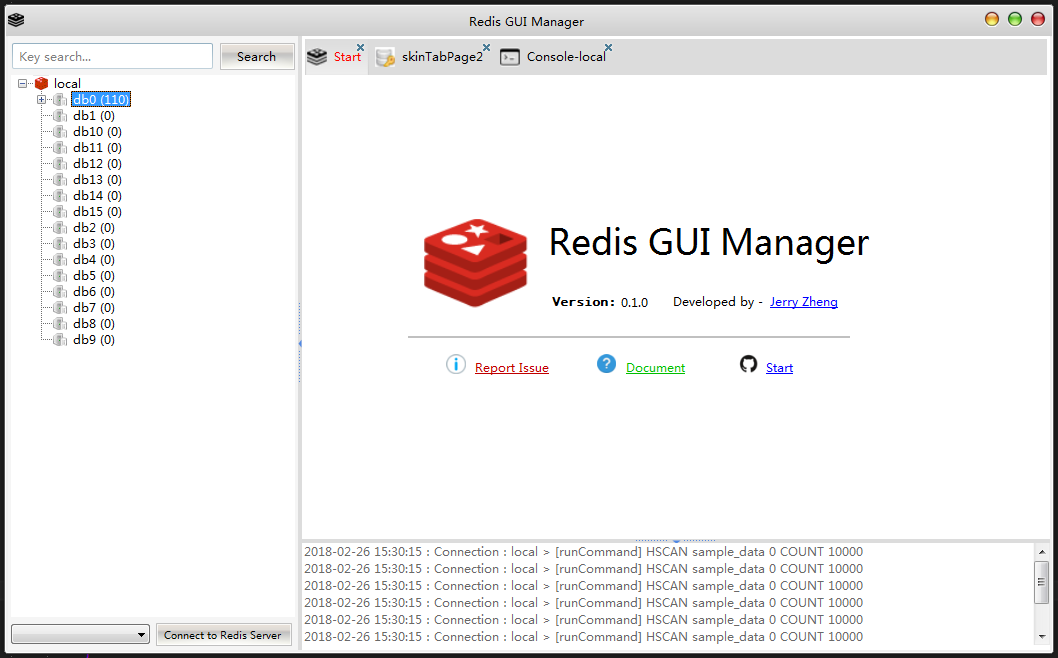 Redis GUI Manager
Key search...
Search
Start
skinTabPage2
Console-local
local
db0 (110)
db1 (0)
db10 (0)
db11 (0)
db12 (0)
db13 (0)
db14 (0)
db15 (0)
db2 (0)
db3 (0)
db4 (0)
db5 (0)
db6 (0)
db7 (0)
db8 (0)
db9 (0)
Redis GUI Manager
Version: 0.1.0 Developed by - Jerry Zheng
Report Issue
Document
Start
2018-02-26 15:30:15 : Connection : local > [runCommand] HSCAN sample_data 0 COUNT 10000
2018-02-26 15:30:15 : Connection : local > [runCommand] HSCAN sample_data 0 COUNT 10000
2018-02-26 15:30:15 : Connection : local > [runCommand] HSCAN sample_data 0 COUNT 10000
2018-02-26 15:30:15 : Connection : local > [runCommand] HSCAN sample_data 0 COUNT 10000
2018-02-26 15:30:15 : Connection : local > [runCommand] HSCAN sample_data 0 COUNT 10000
2018-02-26 15:30:15 : Connection : local > [runCommand] HSCAN sample_data 0 COUNT 10000
Connect to Redis Server